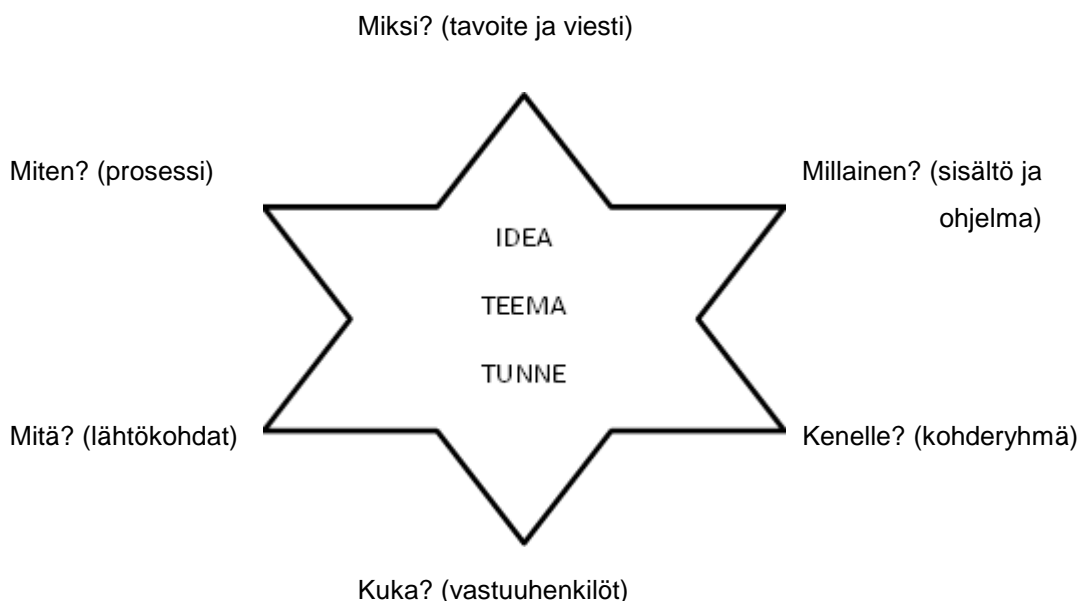 Miksi? (tavoite ja viesti)
Miten? (prosessi)
Millainen? (sisältö ja
ohjelma)
IDEA
TEEMA
TUNNE
Mitä? (lähtökohdat)
Kenelle? (kohderyhmä)
Kuka? (vastuuhenkilöt)